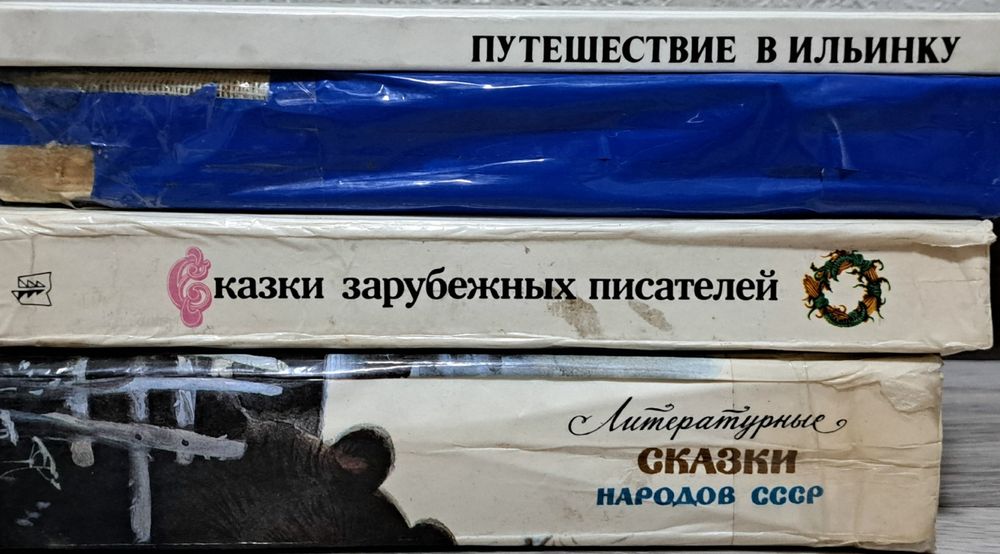 ПУТЕШЕСТВИЕ В ИЛЬИНКУ
Сказки зарубежных писателей
Литературные
СКАЗКИ
НАРОДОВ СССР